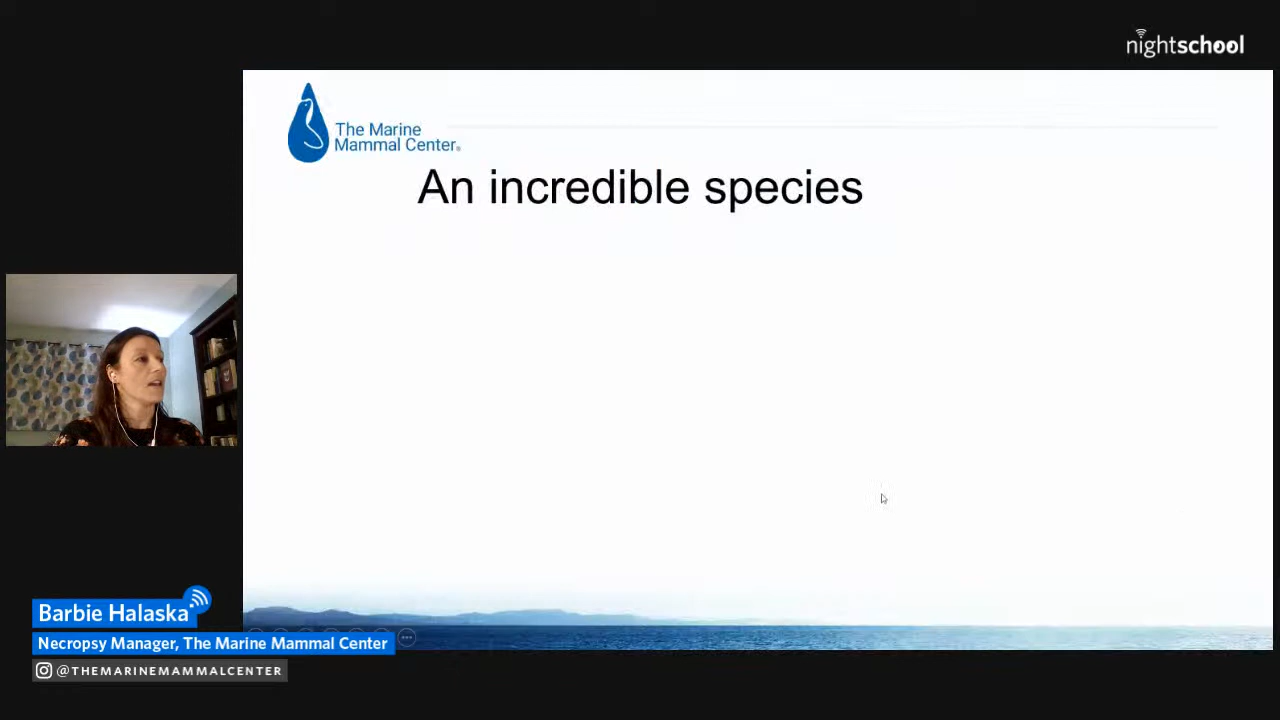 nightschool
The Marine
Mammal Center®
An incredible species
Barbie Halaska
Necropsy Manager, The Marine Mammal Center
@THEMARINEMAMMALCENTER